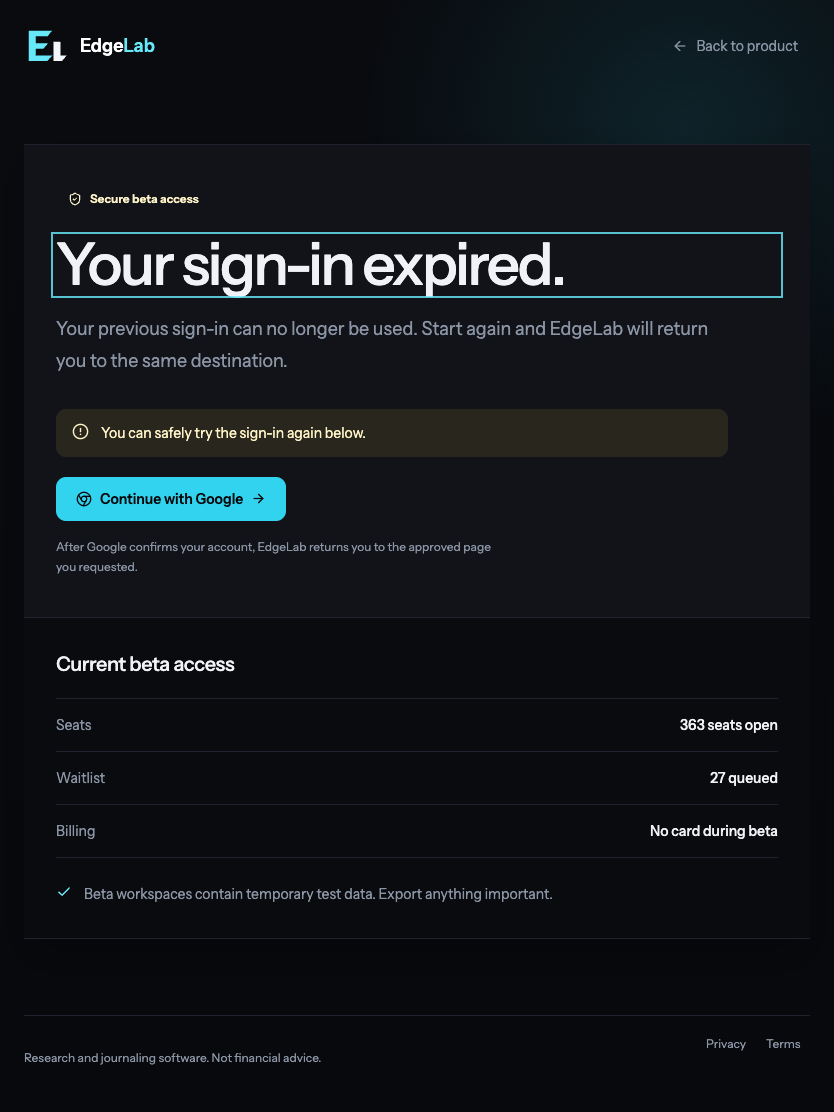 EL EdgeLab
Back to product
Secure beta access
Your sign-in expired.
Your previous sign-in can no longer be used. Start again and EdgeLab will return
you to the same destination.
You can safely try the sign-in again below.
Continue with Google
After Google confirms your account, EdgeLab returns you to the approved page
you requested.
Current beta access
Seats 363 seats open
Waitlist 27 queued
Billing No card during beta
Beta workspaces contain temporary test data. Export anything important.
Privacy Terms
Research and journaling software. Not financial advice.